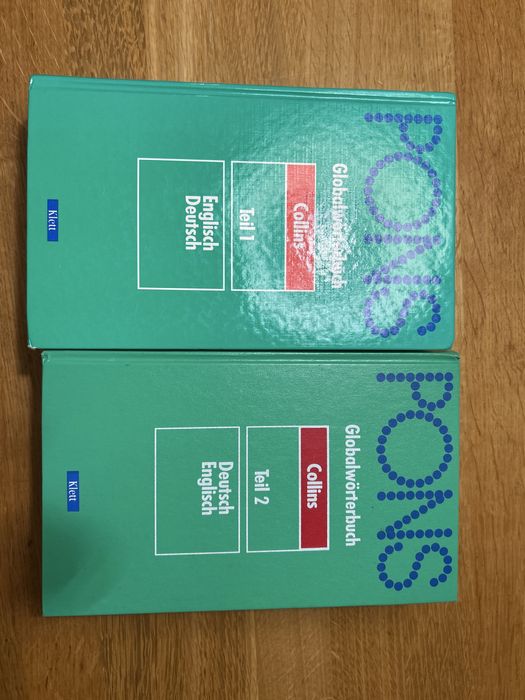 PONS
Globalwörterbuch
Collins
Teil 1
Englisch
Deutsch
Klett
PONS
Globalwörterbuch
Collins
Teil 2
Deutsch
Englisch
Klett